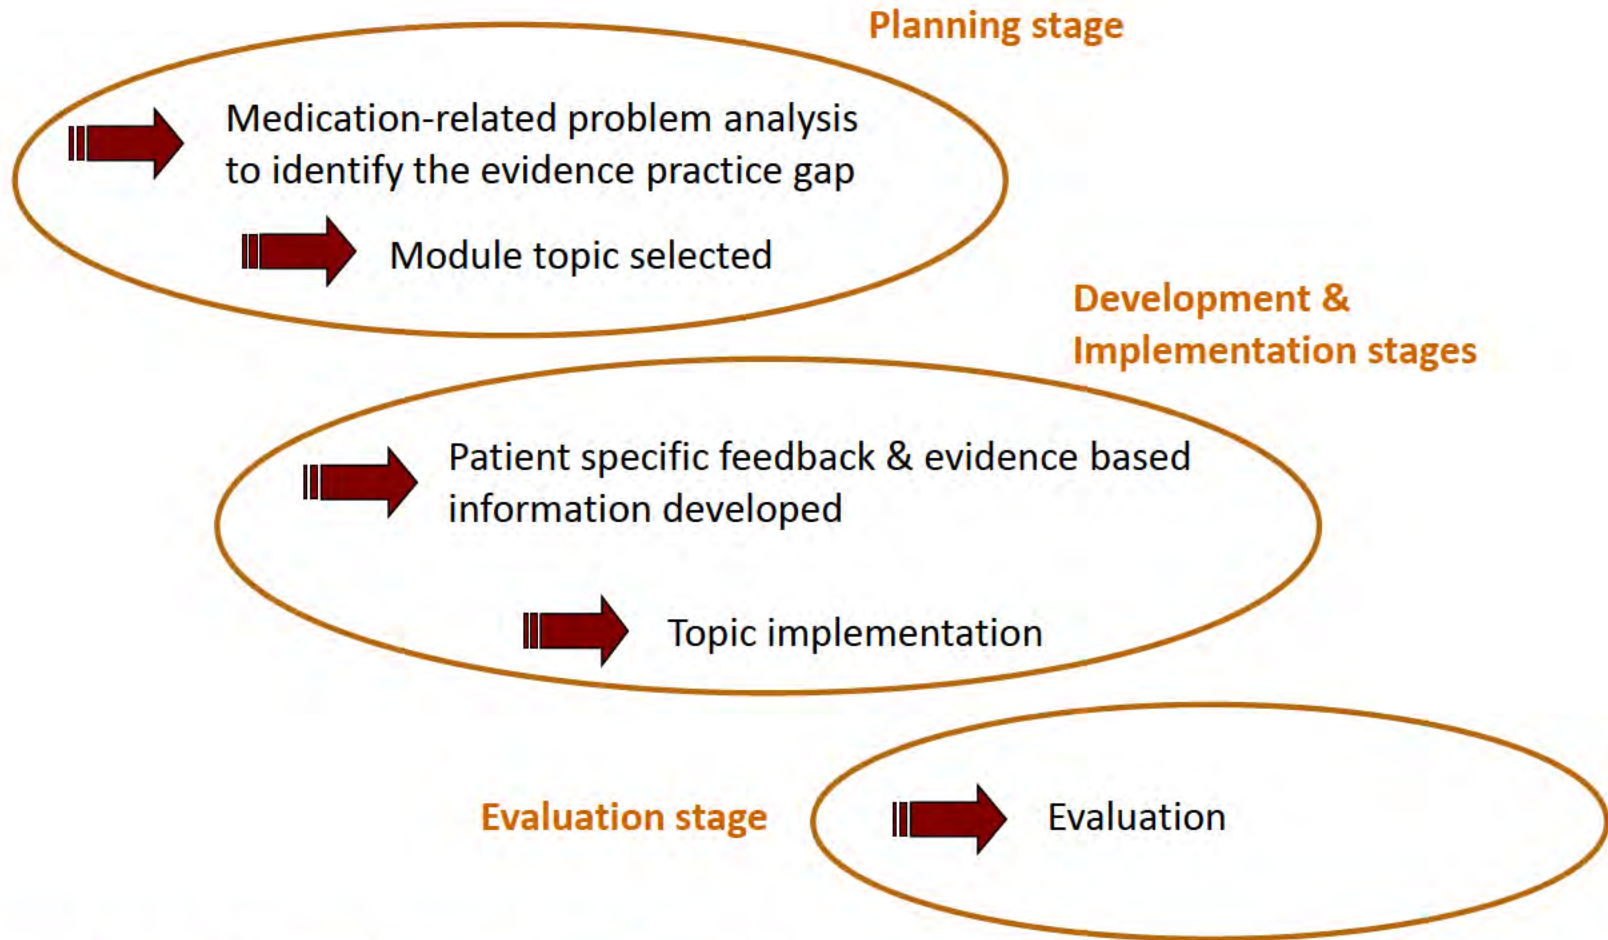 Planning stage
Medication-related problem analysis
to identify the evidence practice gap
Module topic selected
Development &
Implementation stages
Patient specific feedback & evidence based
information developed
Topic implementation
Evaluation stage
Evaluation